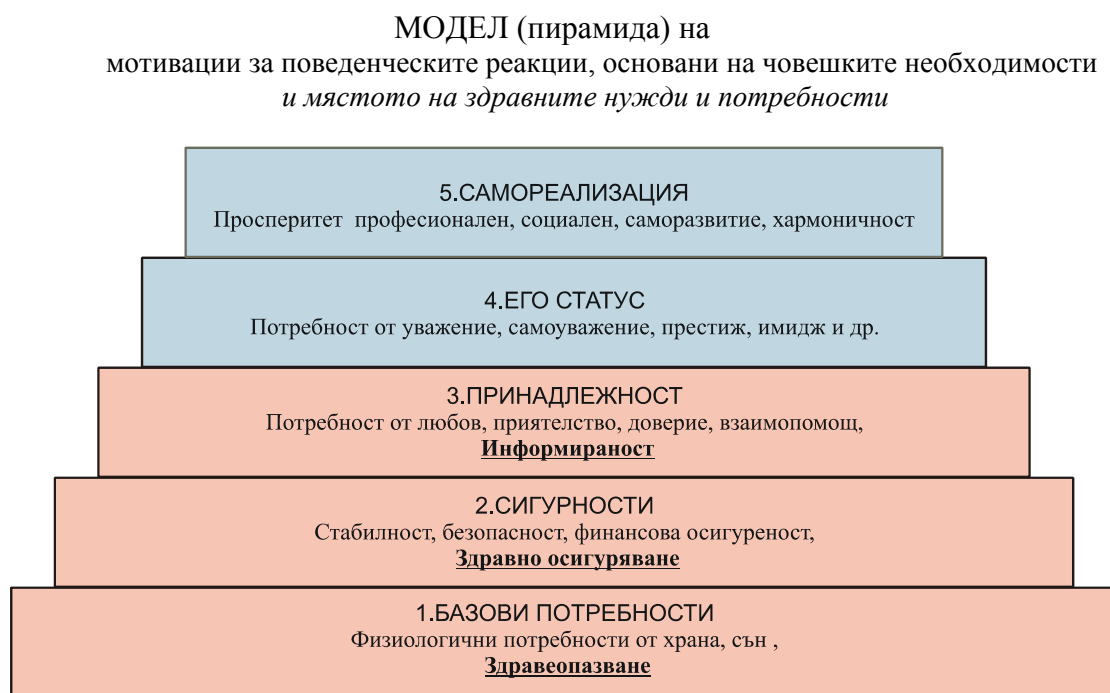 МОДЕЛ (пирамида) на
мотивации за поведенческите реакции, основани на човешките необходимости
и мястото на здравните нужди и потребности
5.САМОРЕАЛИЗАЦИЯ
Просперитет професионален, социален, саморазвитие, хармоничност
4.ЕГО СТАТУС
Потребност от уважение, самоуважение, престиж, имидж и др.
3.ПРИНАДЛЕЖНОСТ
Потребност от любов, приятелство, доверие, взаимопомощ,
Информираност
2.СИГУРНОСТИ
Стабилност, безопасност, финансова осигуреност,
Здравно осигуряване
1.БАЗОВИ ПОТРЕБНОСТИ
Физиологични потребности от храна, сън ,
Здравеопазване